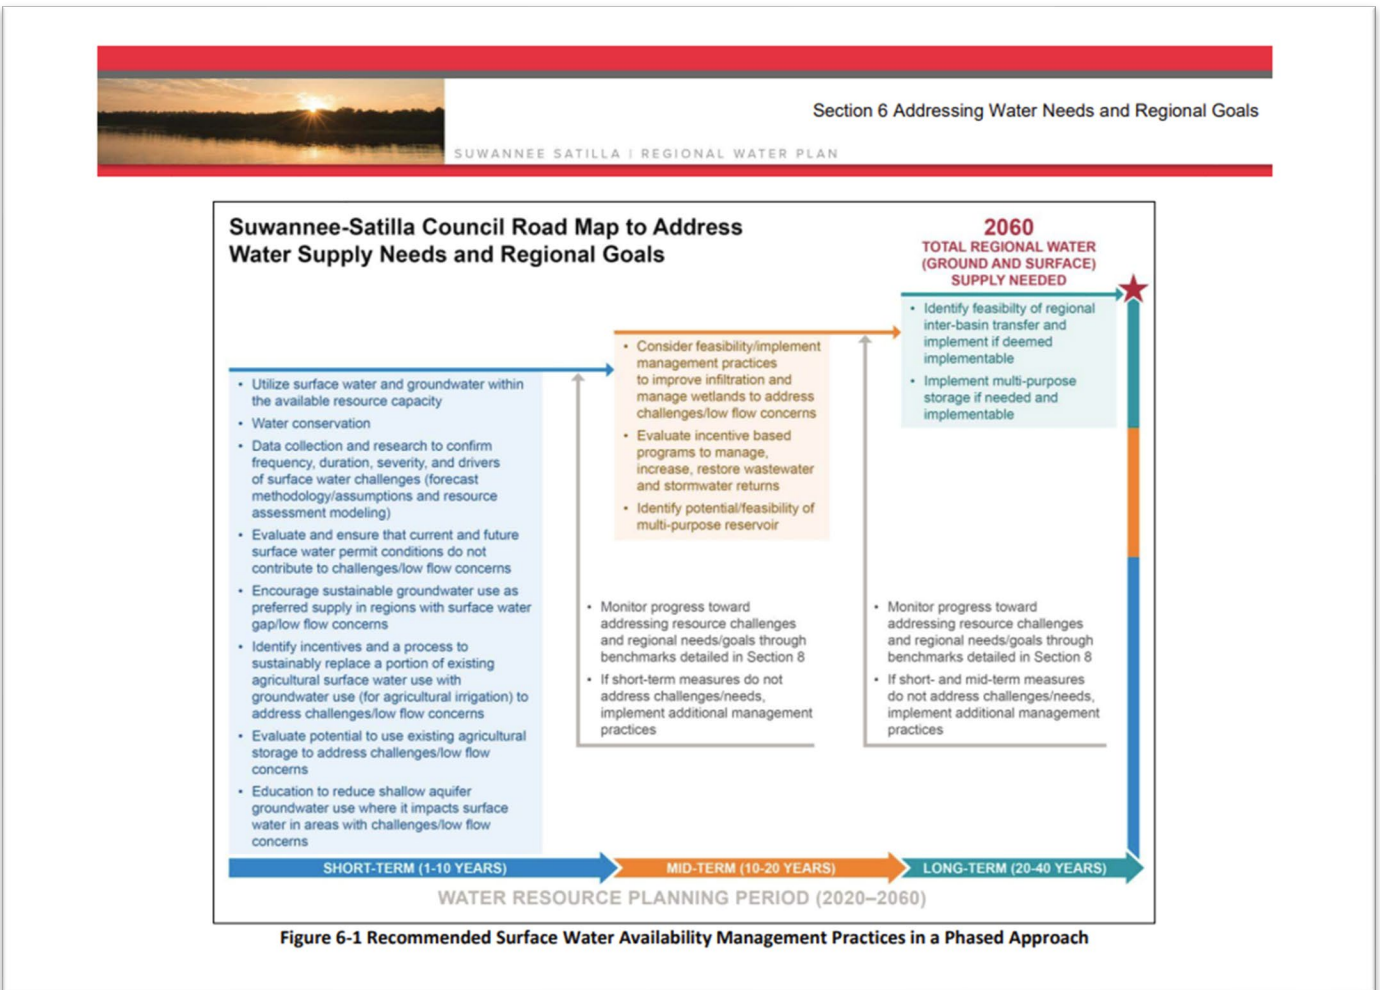 Section 6 Addressing Water Needs and Regional Goals
SUWANNEE SATILLA | REGIONAL WATER PLAN
Suwannee-Satilla Council Road Map to Address
Water Supply Needs and Regional Goals
2060
TOTAL REGIONAL WATER
(GROUND AND SURFACE)
SUPPLY NEEDED
• Utilize surface water and groundwater within
the available resource capacity
• Water conservation
• Data collection and research to confirm
frequency, duration, severity, and drivers
of surface water challenges (forecast
methodology/assumptions and resource
assessment modeling)
• Evaluate and ensure that current and future
surface water permit conditions do not
contribute to challenges/low flow concerns
• Encourage sustainable groundwater use as
preferred supply in regions with surface water
gap/low flow concerns
• Identify incentives and a process to
sustainably replace a portion of existing
agricultural surface water use with
groundwater use (for agricultural irrigation) to
address challenges/low flow concerns
• Evaluate potential to use existing agricultural
storage to address challenges/low flow
concerns
• Education to reduce shallow aquifer
groundwater use where it impacts surface
water in areas with challenges/low flow
concerns
• Consider feasibility/implement
management practices
to improve infiltration and
manage wetlands to address
challenges/low flow concerns
• Evaluate incentive based
programs to manage,
increase, restore wastewater
and stormwater returns
• Identify potential/feasibility of
multi-purpose reservoir
• Monitor progress toward
addressing resource challenges
and regional needs/goals through
benchmarks detailed in Section 8
• If short-term measures do not
address challenges/needs,
implement additional management
practices
• Identify feasibilty of regional
inter-basin transfer and
implement if deemed
implementable
• Implement multi-purpose
storage if needed and
implementable
• Monitor progress toward
addressing resource challenges
and regional needs/goals through
benchmarks detailed in Section 8
• If short- and mid-term measures
do not address challenges/needs,
implement additional management
practices
SHORT-TERM (1-10 YEARS)
MID-TERM (10-20 YEARS)
LONG-TERM (20-40 YEARS)
WATER RESOURCE PLANNING PERIOD (2020–2060)
Figure 6-1 Recommended Surface Water Availability Management Practices in a Phased Approach